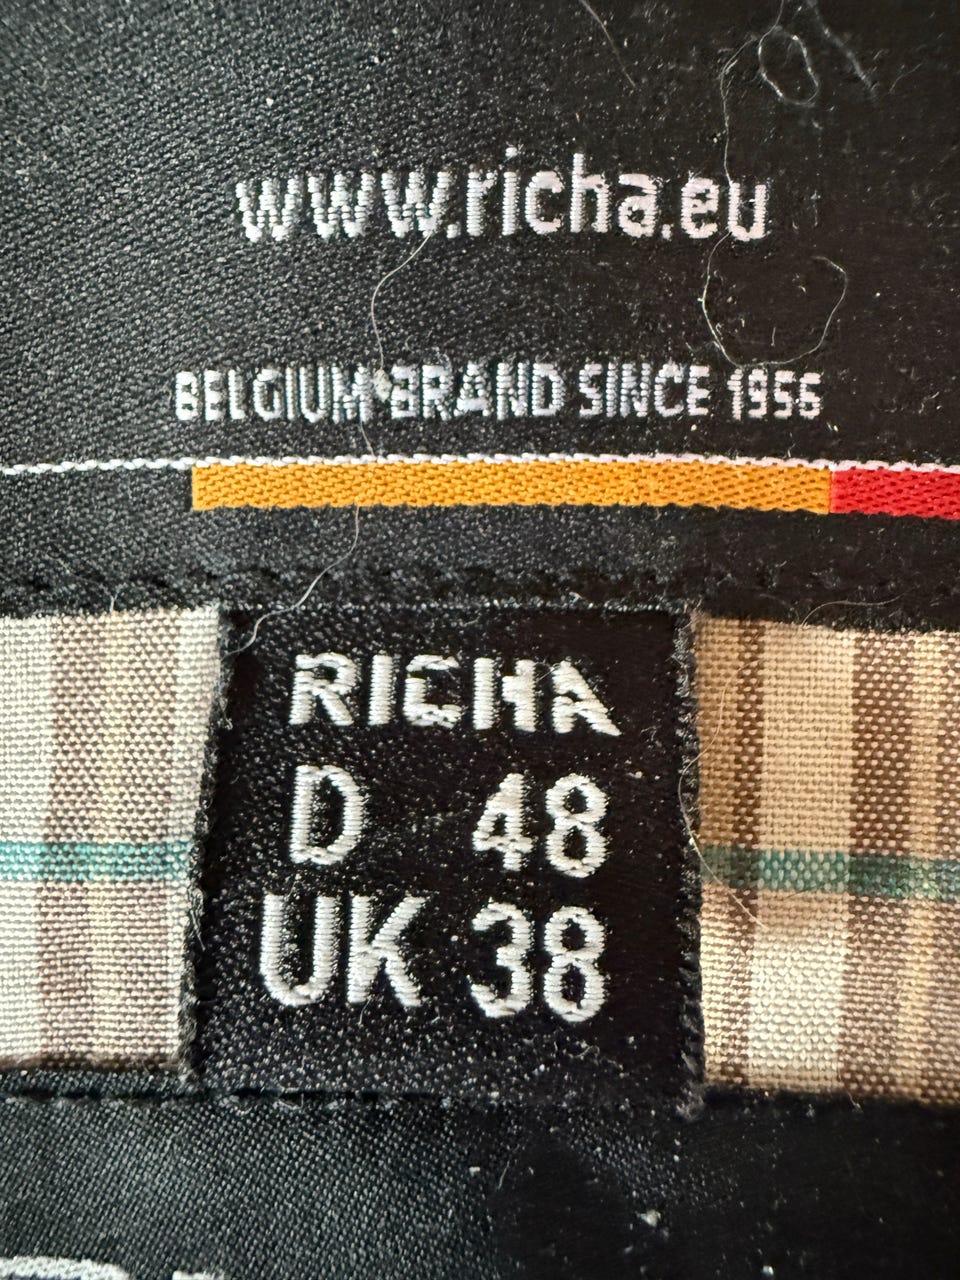 www.richa.eu
BELGIUM BRAND SINCE 1956
RICHA
D 48
UK 38